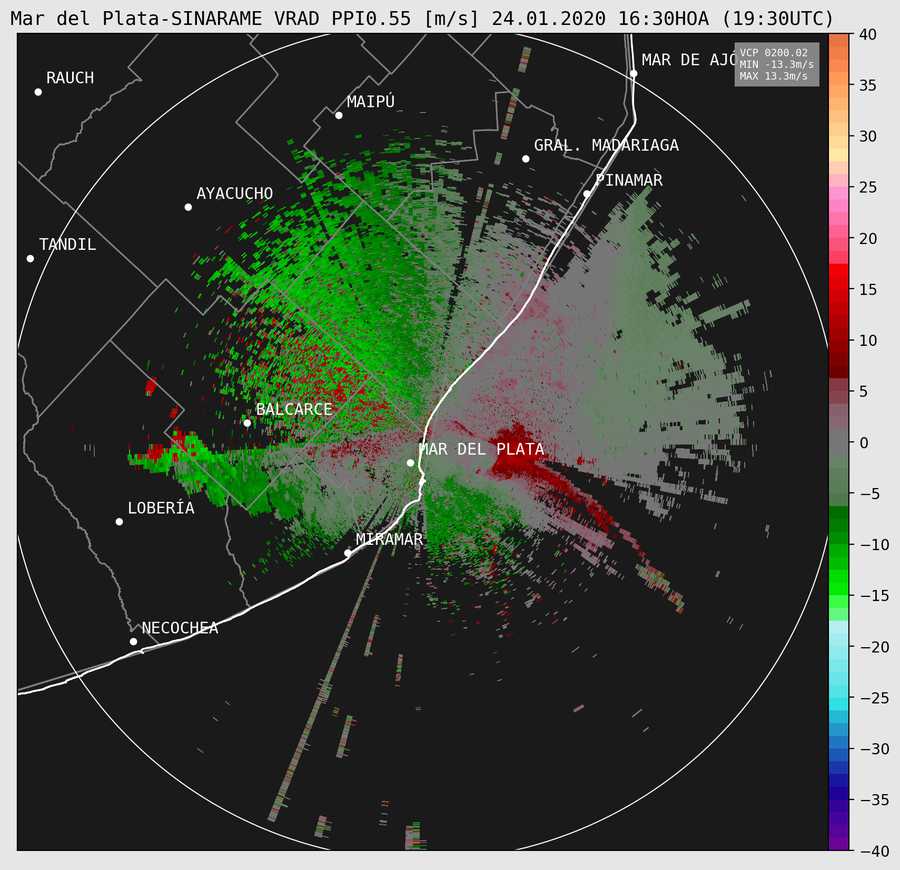 Mar del Plata-SINARAME VRAD PPI0.55 [m/s] 24.01.2020 16:30HOA (19:30UTC)
VCP 0200.02
MIN -13.3m/s
MAX 13.3m/s
MAR DE AJÓ
RAUCH
MAIPÚ
GRAL. MADARIAGA
PINAMAR
AYACUCHO
TANDIL
BALCARCE
MAR DEL PLATA
LOBERÍA
MIRAMAR
NECOCHEA
40
35
30
25
20
15
10
5
0
−5
−10
−15
−20
−25
−30
−35
−40